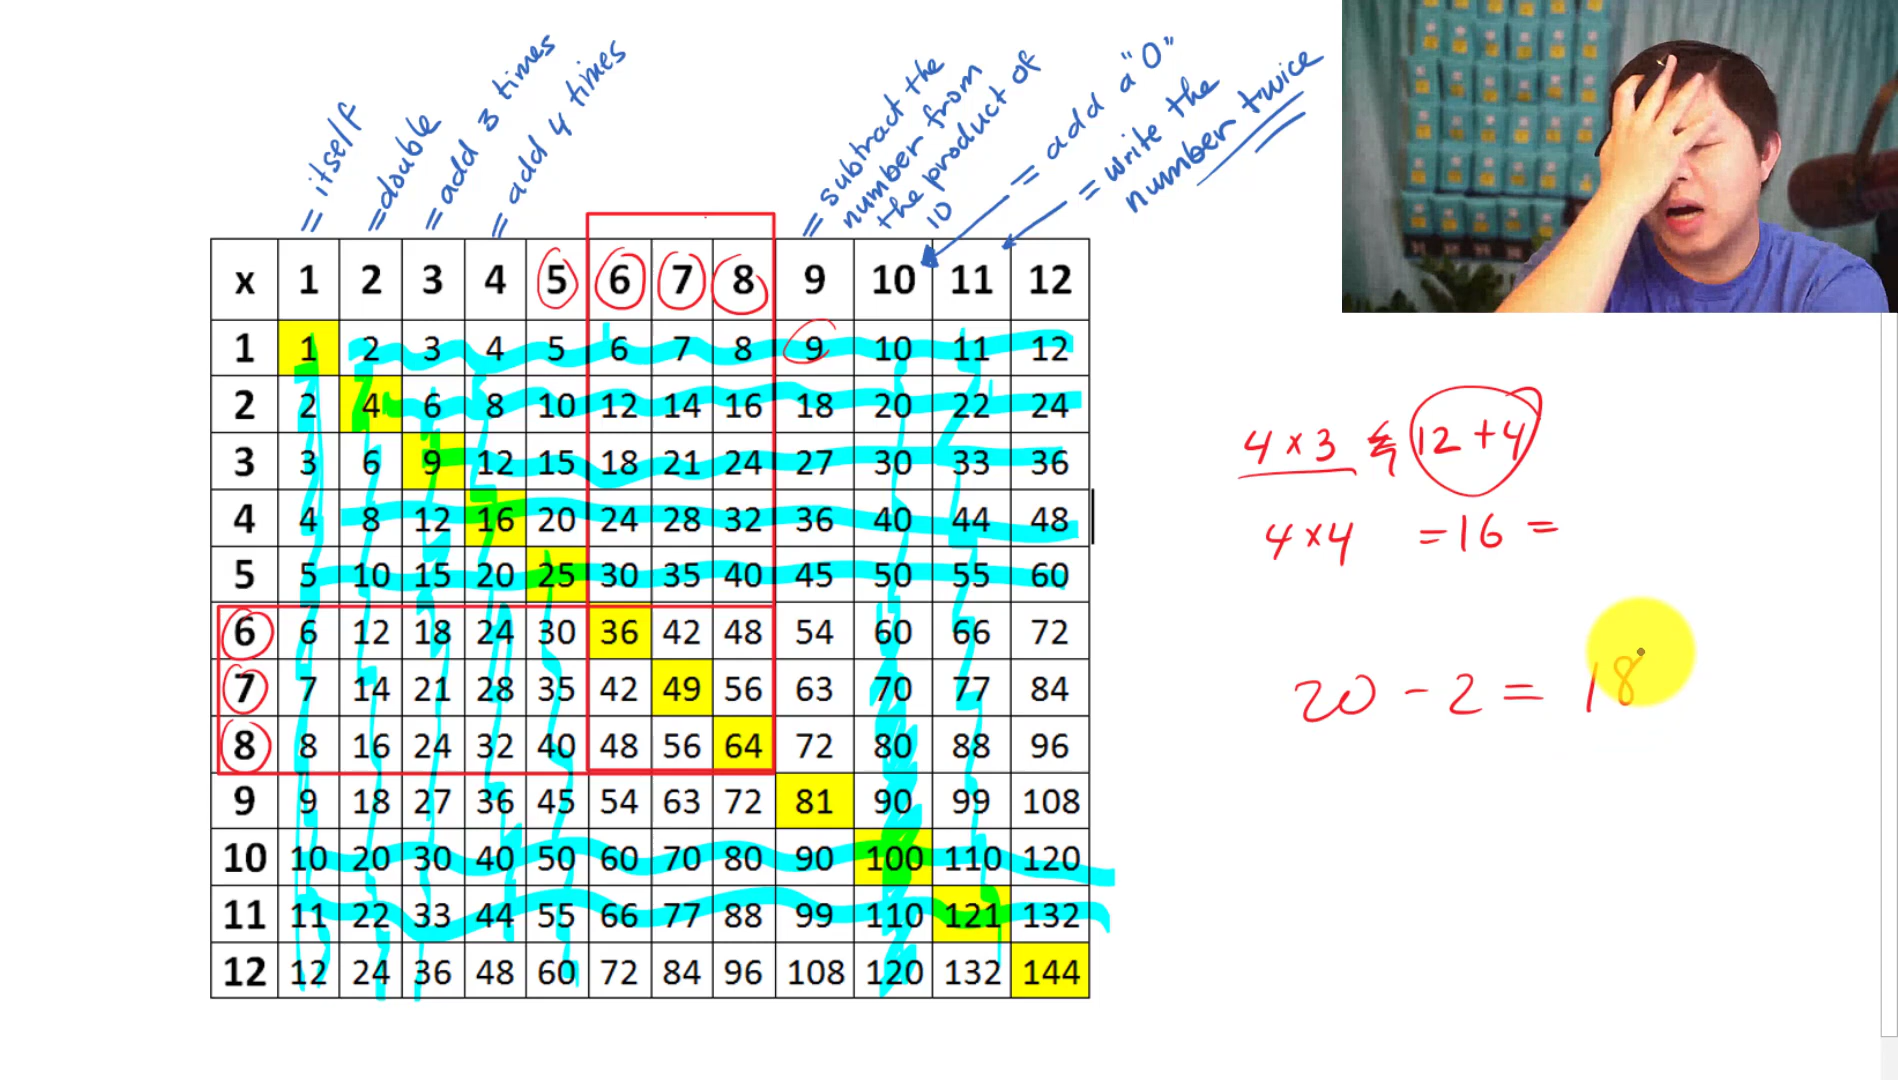 = itself
= double
= add 3 times
= add 4 times
= subtract the
number from
the product of
10
= add a "0"
= write the
number twice
x 1 2 3 4 5 6 7 8 9 10 11 12
1 1 2 3 4 5 6 7 8 9 10 11 12
2 2 4 6 8 10 12 14 16 18 20 22 24
3 3 6 9 12 15 18 21 24 27 30 33 36
4 4 8 12 16 20 24 28 32 36 40 44 48
5 5 10 15 20 25 30 35 40 45 50 55 60
6 6 12 18 24 30 36 42 48 54 60 66 72
7 7 14 21 28 35 42 49 56 63 70 77 84
8 8 16 24 32 40 48 56 64 72 80 88 96
9 9 18 27 36 45 54 63 72 81 90 99 108
10 10 20 30 40 50 60 70 80 90 100 110 120
11 11 22 33 44 55 66 77 88 99 110 121 132
12 12 24 36 48 60 72 84 96 108 120 132 144
4 × 3 12 + 4
4 × 4 = 16 =
20 - 2 = 18